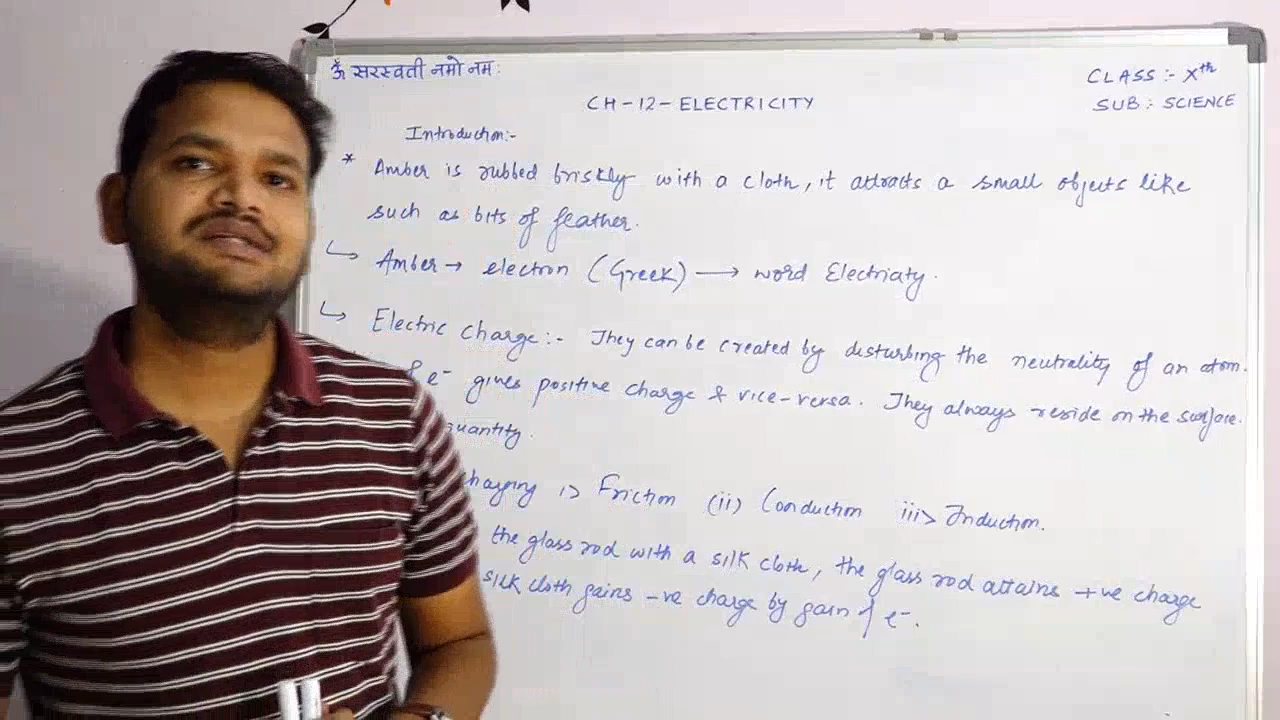 ॐ सरस्वती नमो नमः
CLASS :- Xth
SUB : SCIENCE
CH-12-ELECTRICITY
Introduction:-
* Amber is rubbed briskly with a cloth, it attracts a small objects like
such as bits of feather.
↳ Amber → electron (Greek) → word Electricity.
↳ Electric charge:- They can be created by disturbing the neutrality of an atom.
e⁻ gives positive charge & vice-versa. They always reside on the surface.
quantity.
charging i> Friction (ii) Conduction iii> Induction.
the glass rod with a silk cloth, the glass rod attains +ve charge
silk cloth gains -ve charge by gain of e⁻.